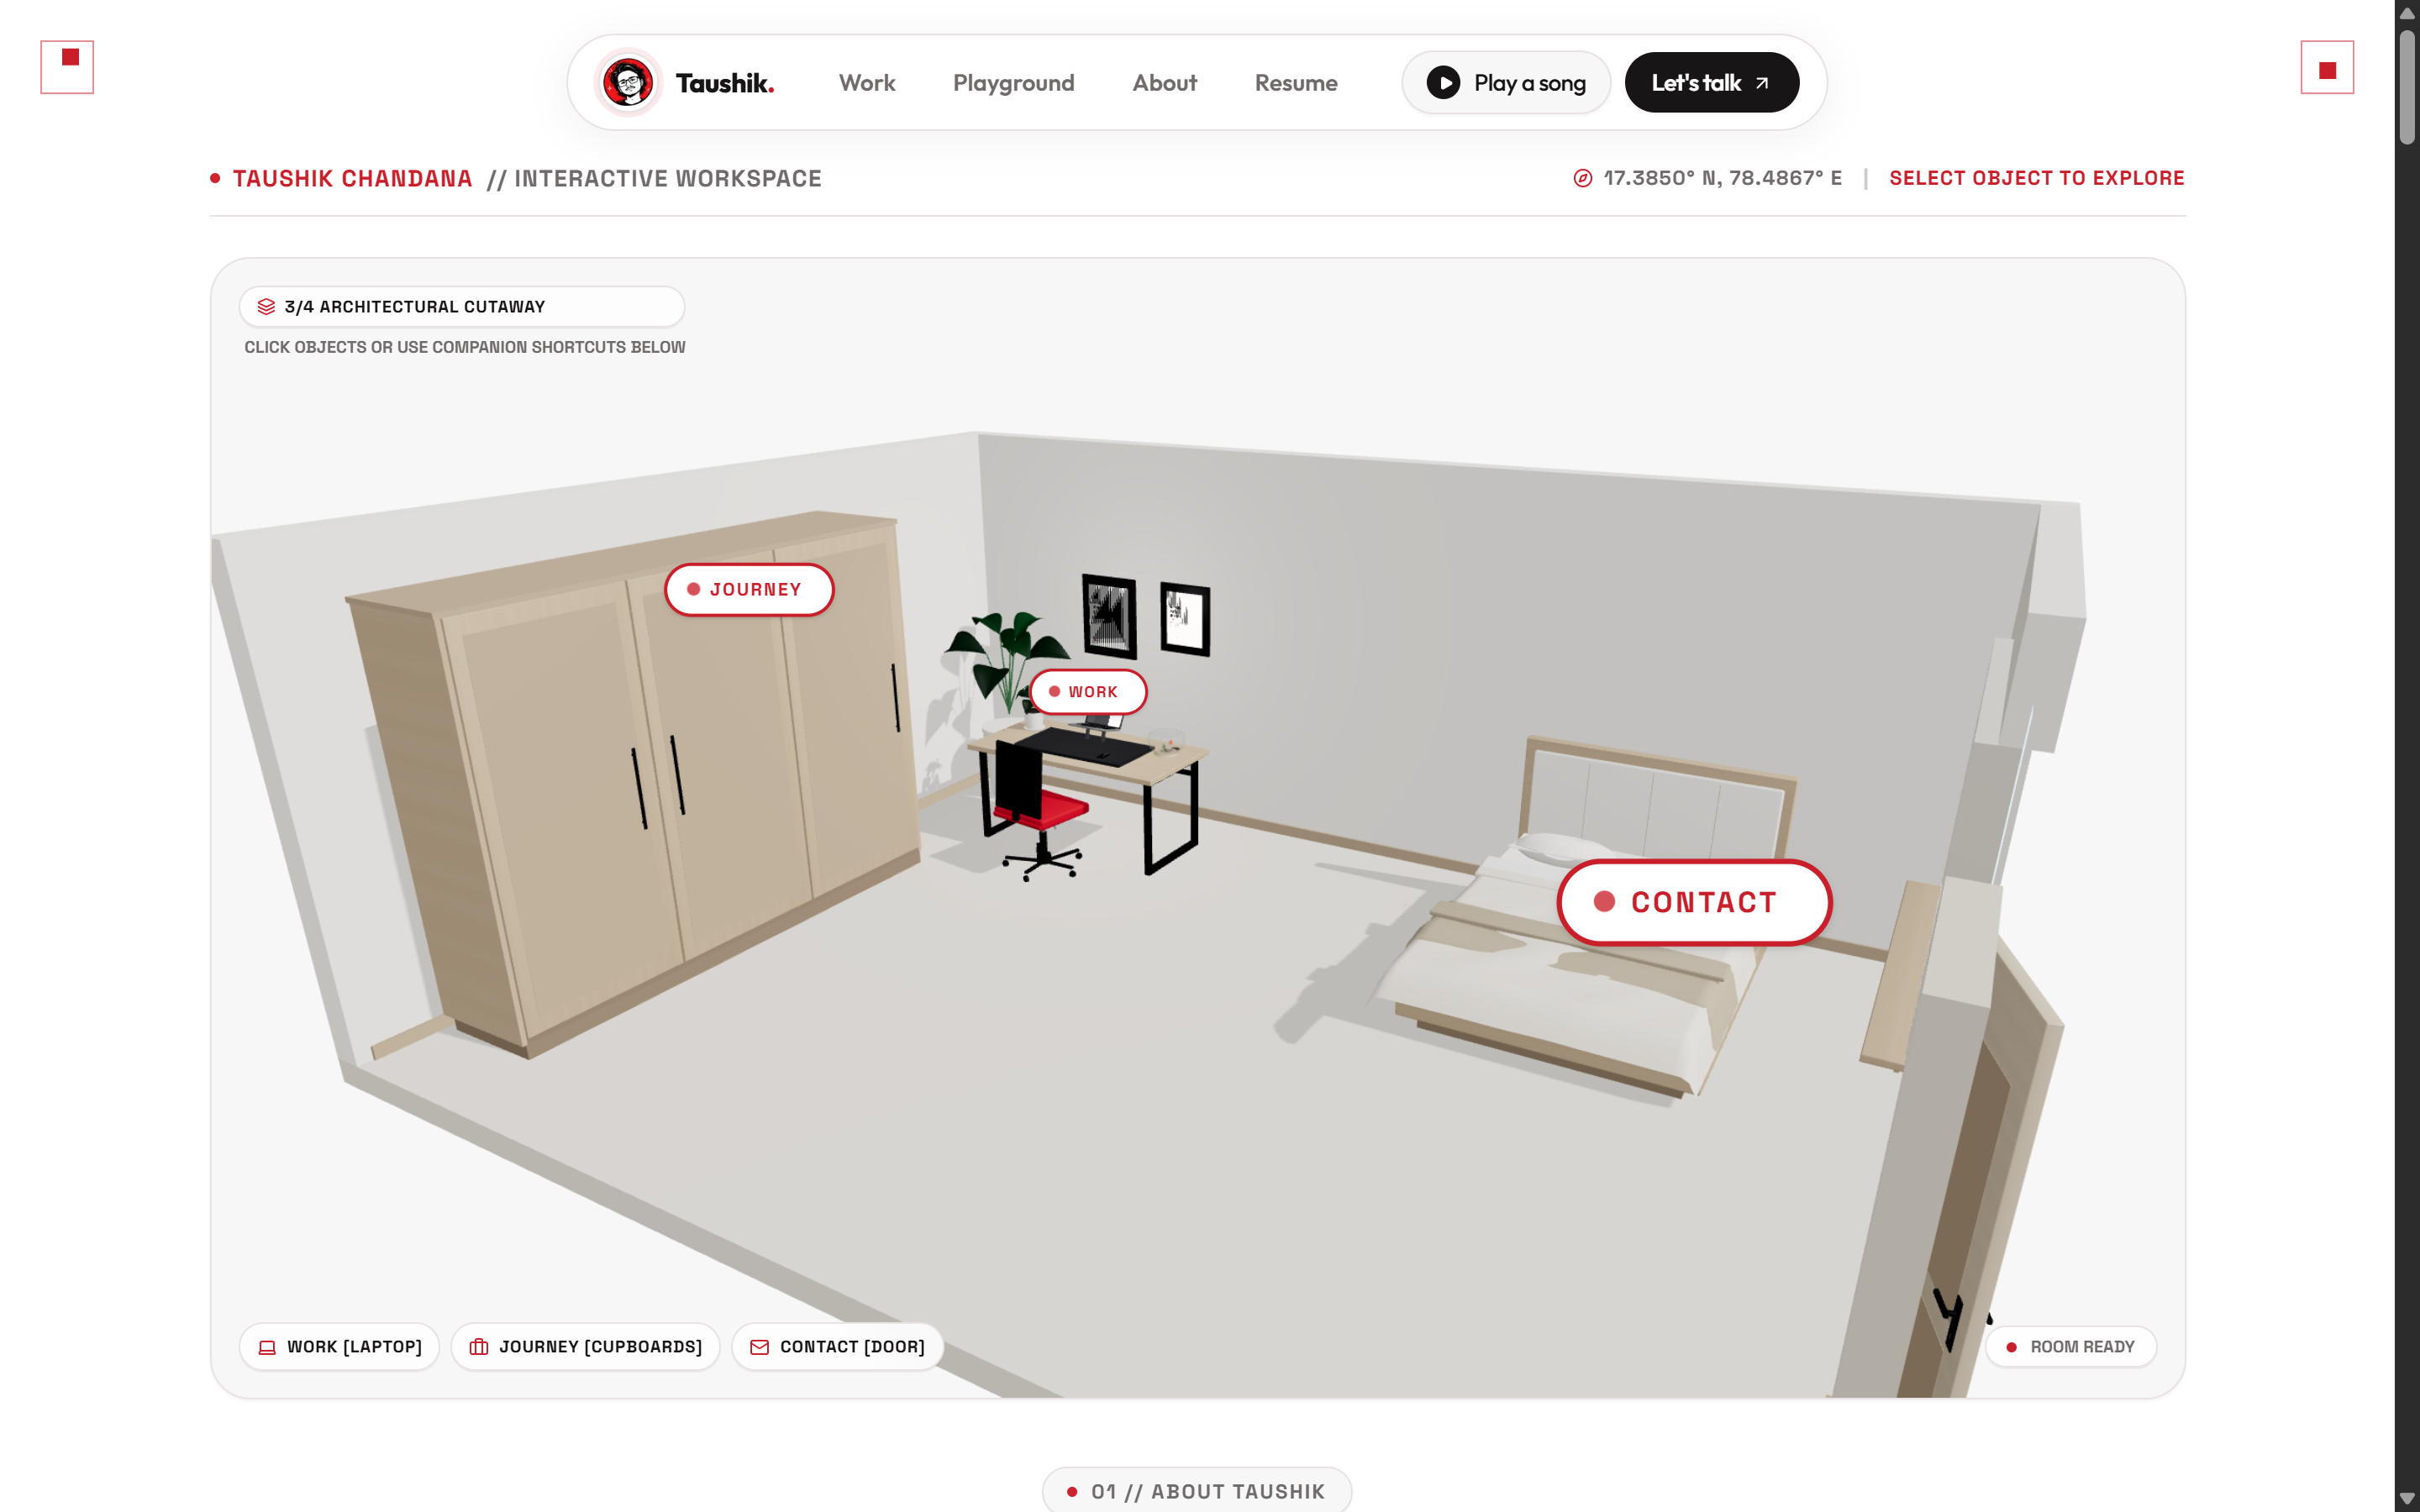 Taushik.
Work
Playground
About
Resume
Play a song
Let's talk
TAUSHIK CHANDANA // INTERACTIVE WORKSPACE
17.3850° N, 78.4867° E | SELECT OBJECT TO EXPLORE
3/4 ARCHITECTURAL CUTAWAY
CLICK OBJECTS OR USE COMPANION SHORTCUTS BELOW
JOURNEY
WORK
CONTACT
WORK [LAPTOP]
JOURNEY [CUPBOARDS]
CONTACT [DOOR]
ROOM READY
01 // ABOUT TAUSHIK